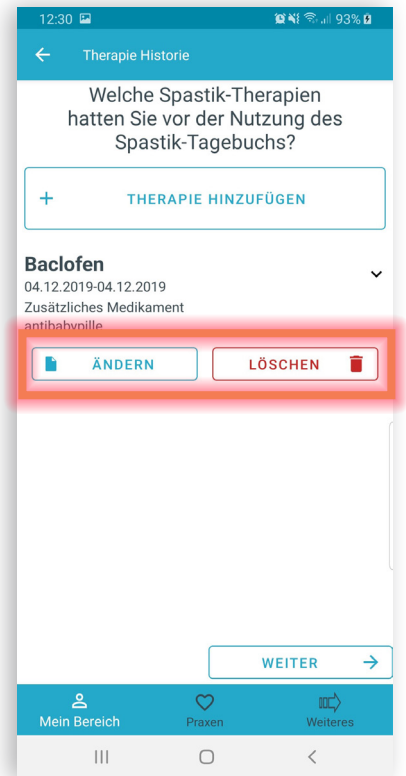 12:30 93%
Therapie Historie
Welche Spastik-Therapien
hatten Sie vor der Nutzung des
Spastik-Tagebuchs?
+ THERAPIE HINZUFÜGEN
Baclofen
04.12.2019-04.12.2019
Zusätzliches Medikament
antibabypille
ÄNDERN LÖSCHEN
WEITER
Mein Bereich Praxen Weiteres